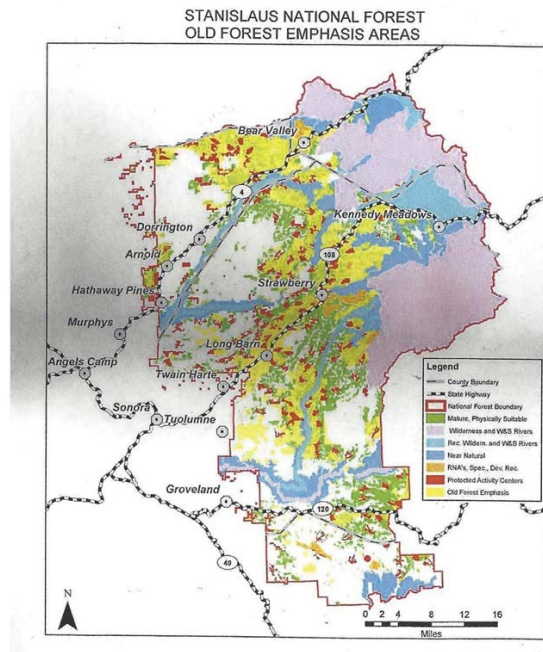 STANISLAUS NATIONAL FOREST
OLD FOREST EMPHASIS AREAS
Bear Valley
4
Kennedy Meadows
Dorrington
108
Arnold
Hathaway Pines
Strawberry
Murphys
Long Barn
Angels Camp
Twain Harte
Sonora
Tuolumne
Groveland
120
49
Legend
County Boundary
State Highway
National Forest Boundary
Mature, Physically Suitable
Wilderness and W&S Rivers
Rec. Wildern. and W&S Rivers
Near Natural
RNA's, Spec., Dev. Rec.
Protected Activity Centers
Old Forest Emphasis
N
0 2 4 8 12 16
Miles